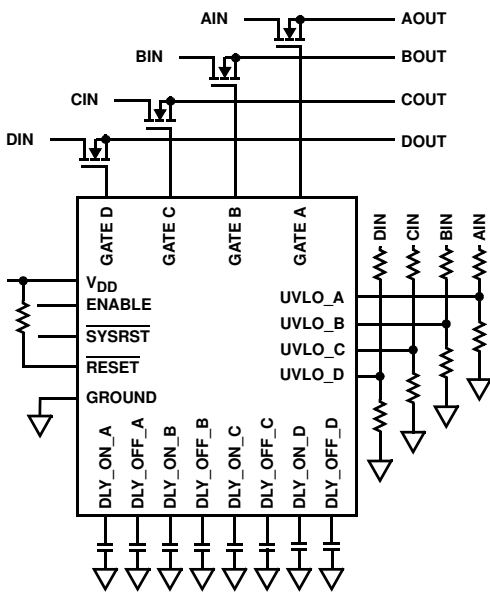 AIN AOUT
BIN BOUT
CIN COUT
DIN DOUT
GATE D GATE C GATE B GATE A
DIN CIN BIN AIN
VDD
ENABLE
SYSRST
RESET
GROUND
UVLO_A
UVLO_B
UVLO_C
UVLO_D
DLY_ON_A DLY_OFF_A DLY_ON_B DLY_OFF_B DLY_ON_C DLY_OFF_C DLY_ON_D DLY_OFF_D